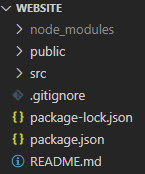 WEBSITE
node_modules
public
src
.gitignore
package-lock.json
package.json
README.md